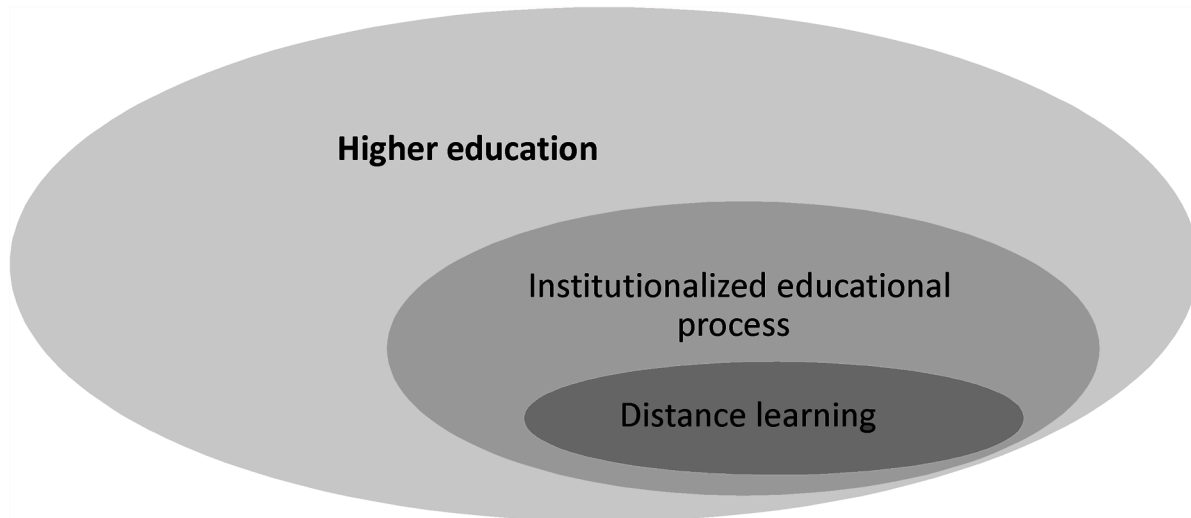 Higher education
Institutionalized educational
process
Distance learning